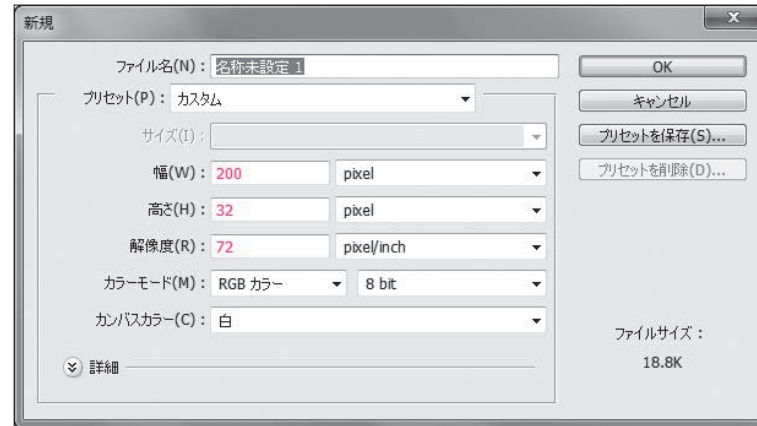 新規
x
ファイル名(N)：名称未設定 1
OK
プリセット(P)：カスタム
キャンセル
サイズ(I)：
プリセットを保存(S)...
幅(W)：200 pixel
プリセットを削除(D)...
高さ(H)：32 pixel
解像度(R)：72 pixel/inch
カラーモード(M)：RGB カラー 8 bit
カンバスカラー(C)：白
ファイルサイズ：
18.8K
詳細